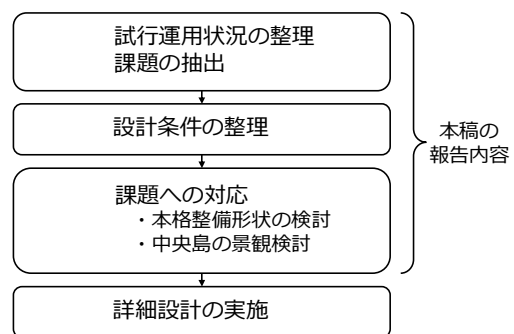 試行運用状況の整理
課題の抽出
設計条件の整理
課題への対応
・本格整備形状の検討
・中央島の景観検討
詳細設計の実施
本稿の
報告内容